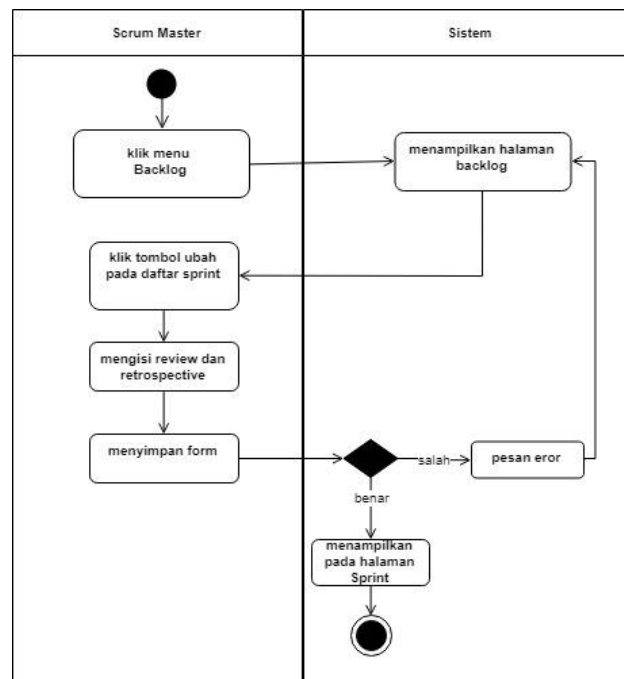 Scrum Master
Sistem
klik menu
Backlog
menampilkan halaman
backlog
klik tombol ubah
pada daftar sprint
mengisi review dan
retrospective
menyimpan form
salah
pesan eror
benar
menampilkan
pada halaman
Sprint